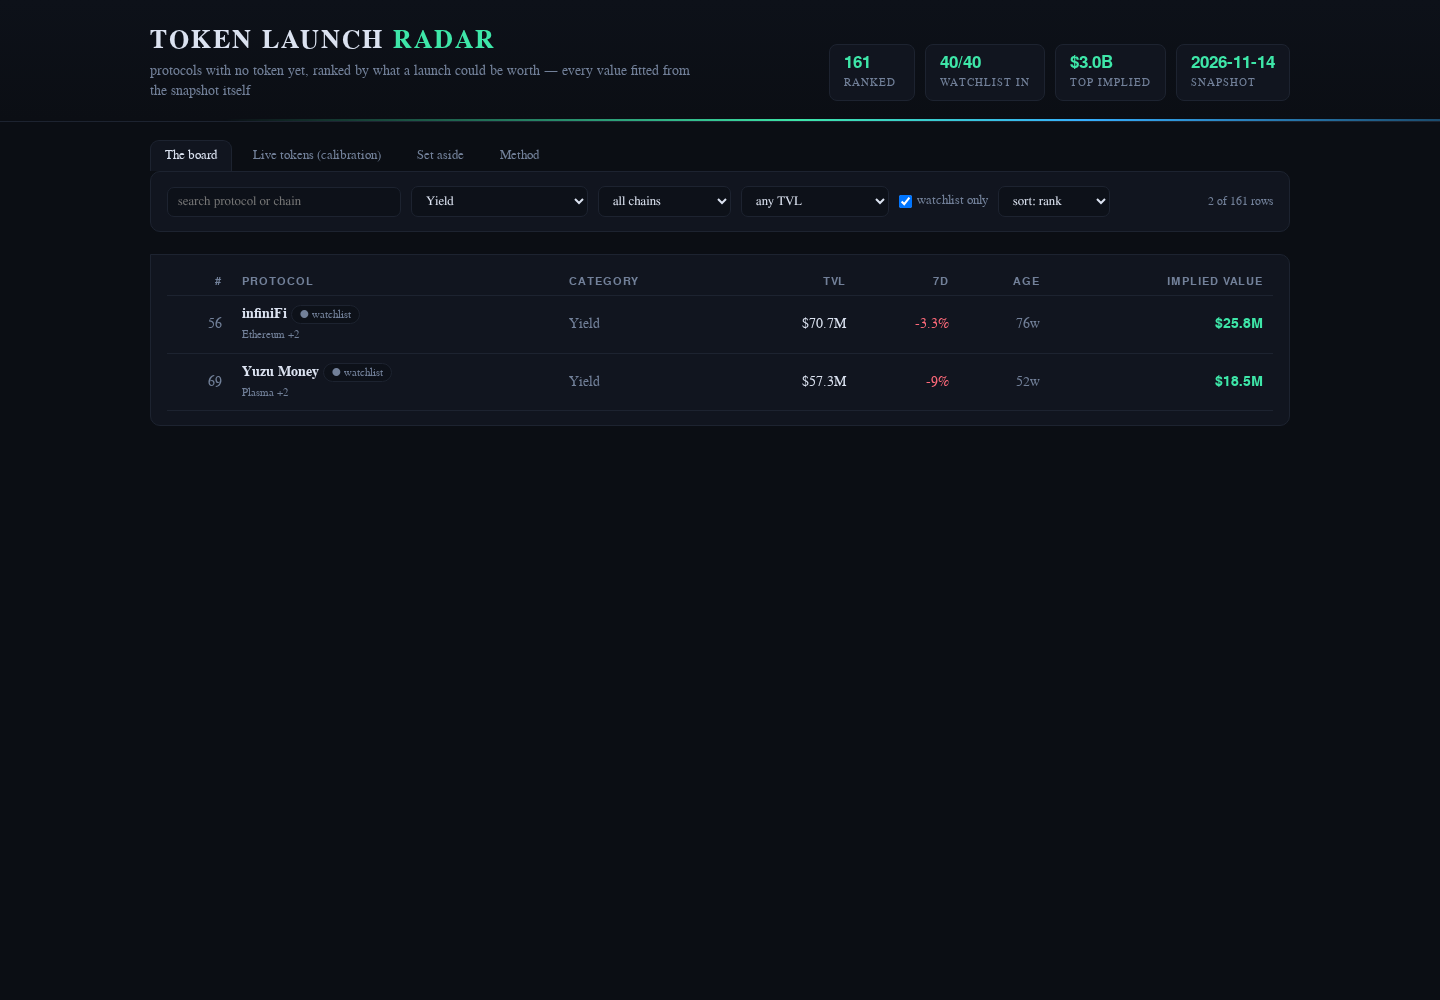 TOKEN LAUNCH RADAR
protocols with no token yet, ranked by what a launch could be worth — every value fitted from
the snapshot itself
161
RANKED
40/40
WATCHLIST IN
$3.0B
TOP IMPLIED
2026-11-14
SNAPSHOT
The board Live tokens (calibration) Set aside Method
search protocol or chain Yield all chains any TVL watchlist only sort: rank 2 of 161 rows
# PROTOCOL CATEGORY TVL 7D AGE IMPLIED VALUE
56 infiniFi watchlist Yield $70.7M -3.3% 76w $25.8M
Ethereum +2
69 Yuzu Money watchlist Yield $57.3M -9% 52w $18.5M
Plasma +2